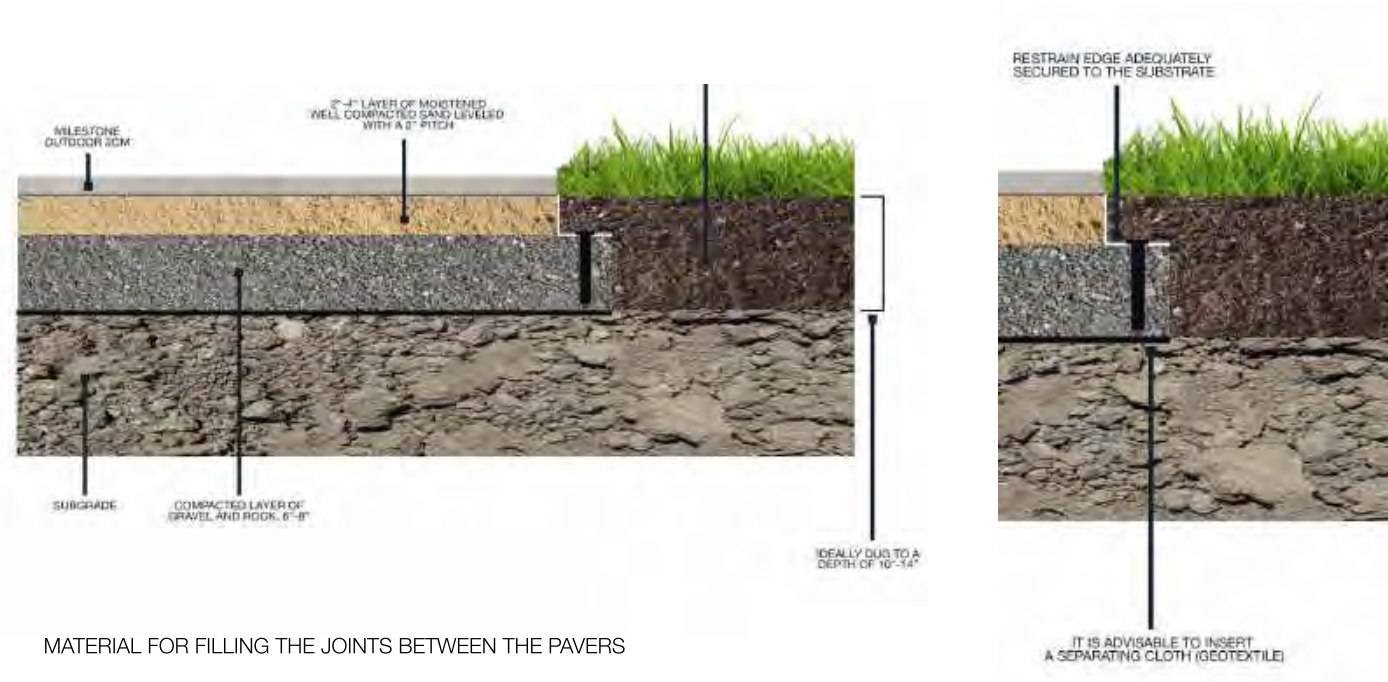 RESTRAIN EDGE ADEQUATELY
SECURED TO THE SUBSTRATE
2"-4" LAYER OF MOISTENED
WELL COMPACTED SAND LEVELED
WITH A 2° PITCH
MILESTONE
OUTDOOR 2CM
SUBGRADE
COMPACTED LAYER OF
GRAVEL AND ROCK, 6"-8"
IDEALLY DUG TO A
DEPTH OF 10"-14"
MATERIAL FOR FILLING THE JOINTS BETWEEN THE PAVERS
IT IS ADVISABLE TO INSERT
A SEPARATING CLOTH (GEOTEXTILE)